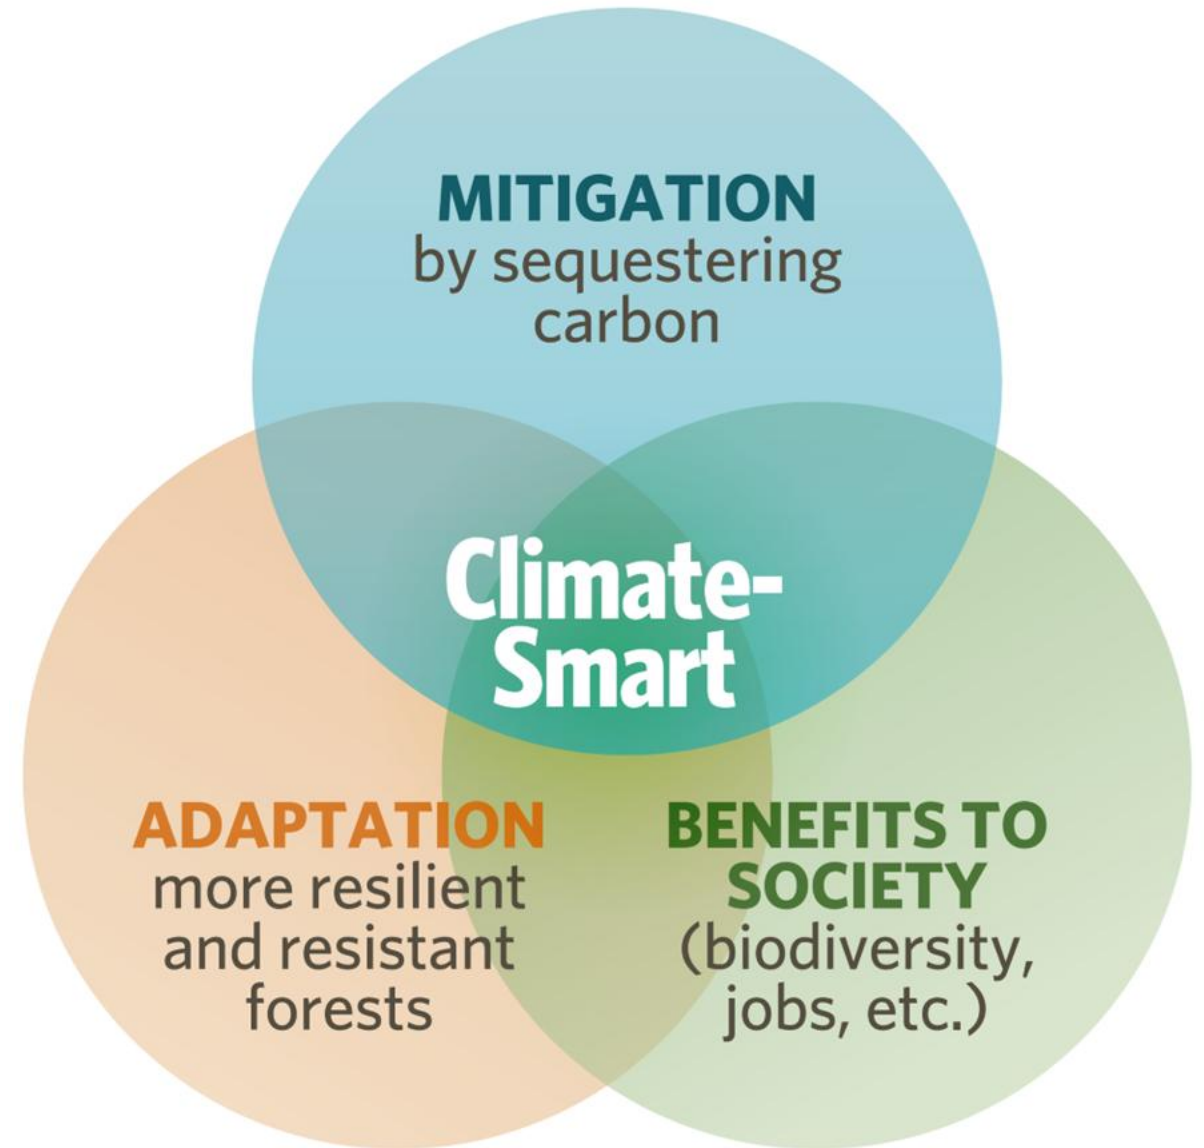 MITIGATION
by sequestering
carbon
Climate-
Smart
ADAPTATION
more resilient
and resistant
forests
BENEFITS TO
SOCIETY
(biodiversity,
jobs, etc.)